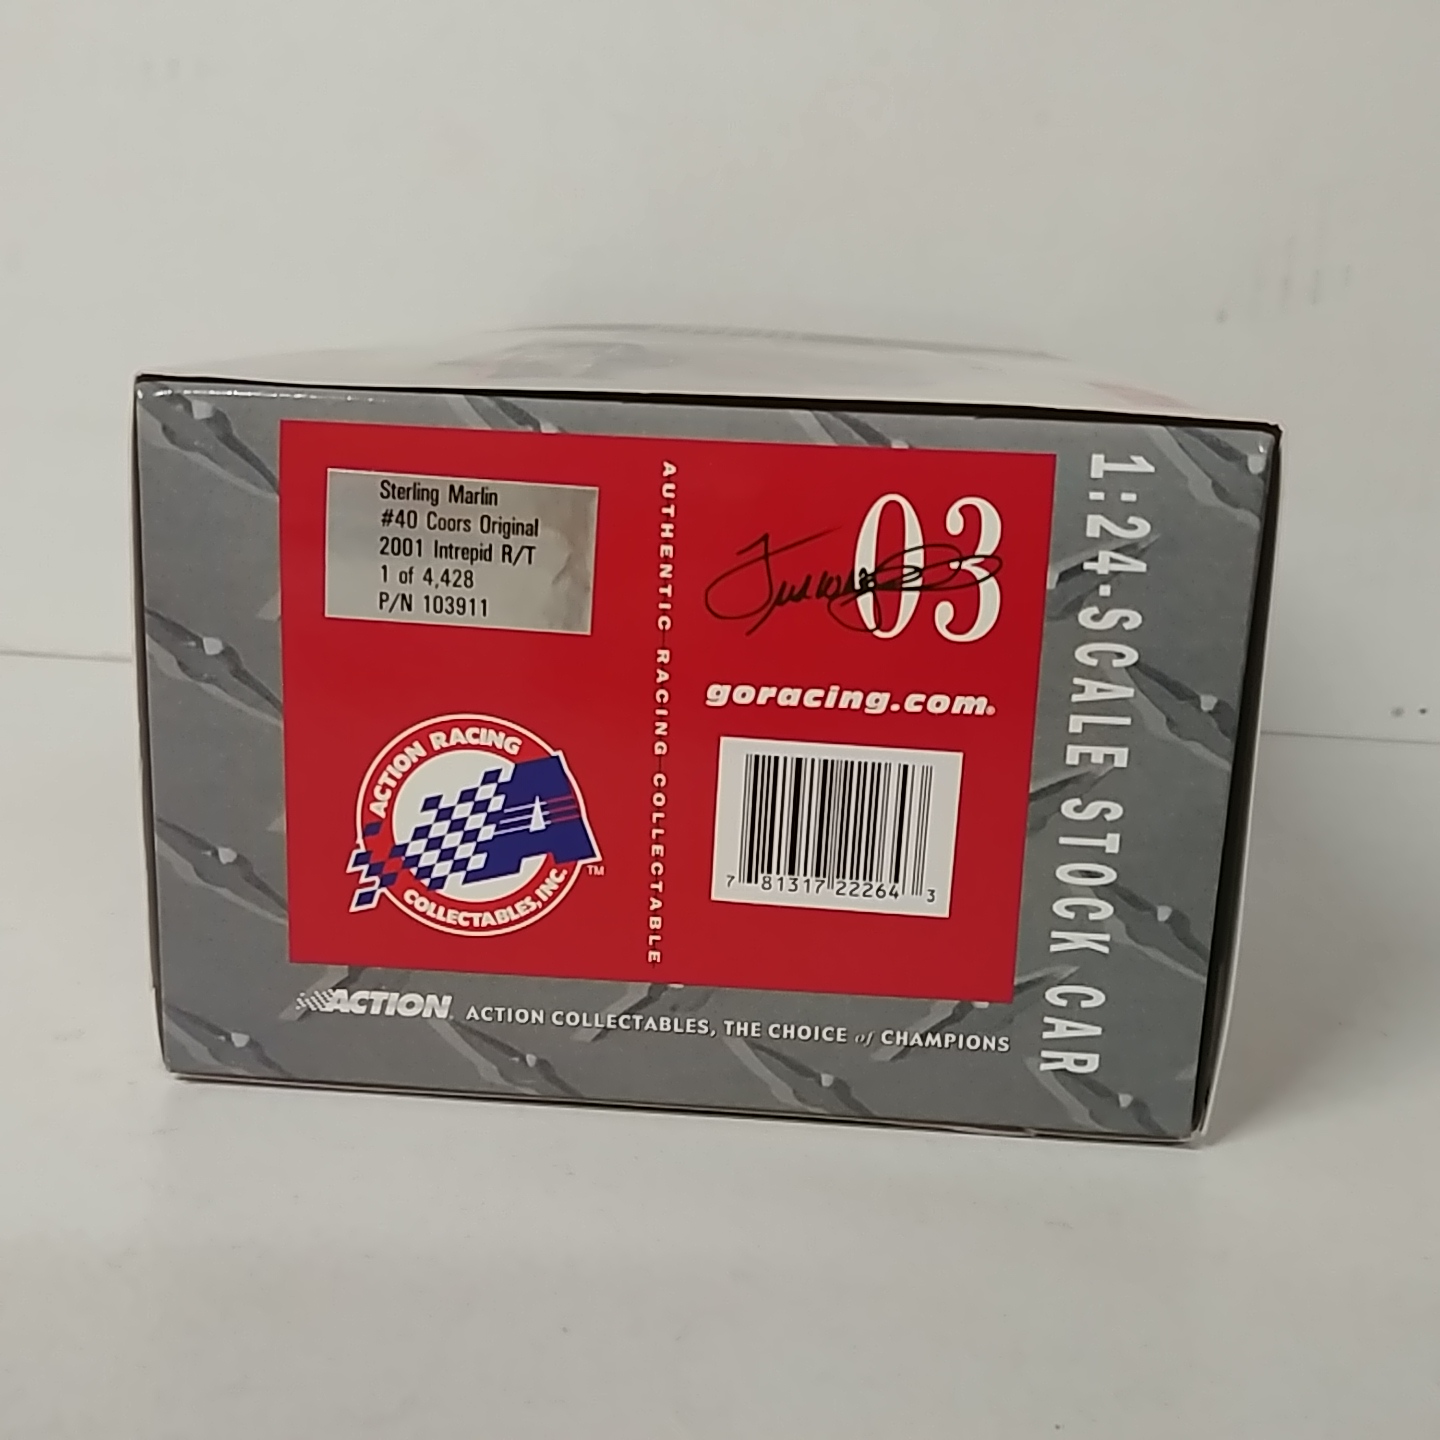 Sterling Marlin
#40 Coors Original
2001 Intrepid R/T
1 of 4,428
P/N 103911
ACTION RACING
COLLECTABLES, INC.
TM
AUTHENTIC RACING COLLECTABLE
03
goracing.com.
7 81317 22264 3
1:24-SCALE STOCK CAR
ACTION. ACTION COLLECTABLES, THE CHOICE of CHAMPIONS